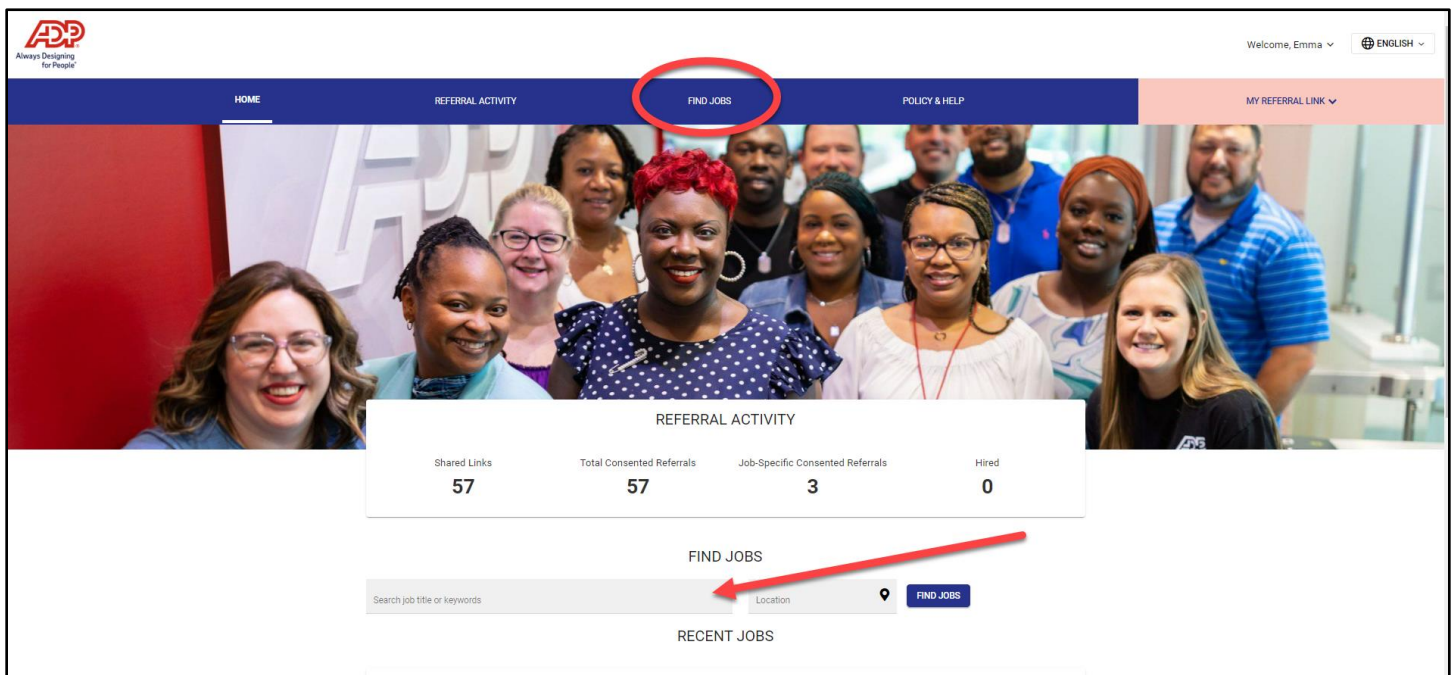 ADP
Always Designing
for People®
Welcome, Emma
ENGLISH
HOME
REFERRAL ACTIVITY
FIND JOBS
POLICY & HELP
MY REFERRAL LINK
REFERRAL ACTIVITY
Shared Links
57
Total Consented Referrals
57
Job-Specific Consented Referrals
3
Hired
0
FIND JOBS
Search job title or keywords
Location
FIND JOBS
RECENT JOBS